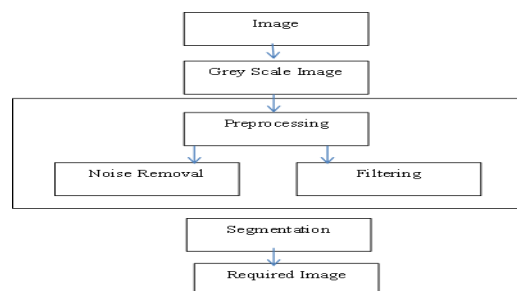 Image
Grey Scale Image
Preprocessing
Noise Removal
Filtering
Segmentation
Required Image